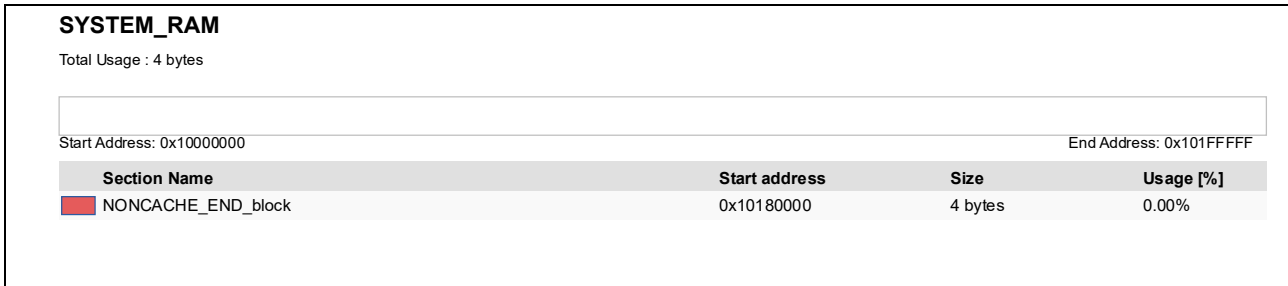 SYSTEM_RAM
Total Usage : 4 bytes
Start Address: 0x10000000 End Address: 0x101FFFFF
Section Name Start address Size Usage [%]
NONCACHE_END_block 0x10180000 4 bytes 0.00%